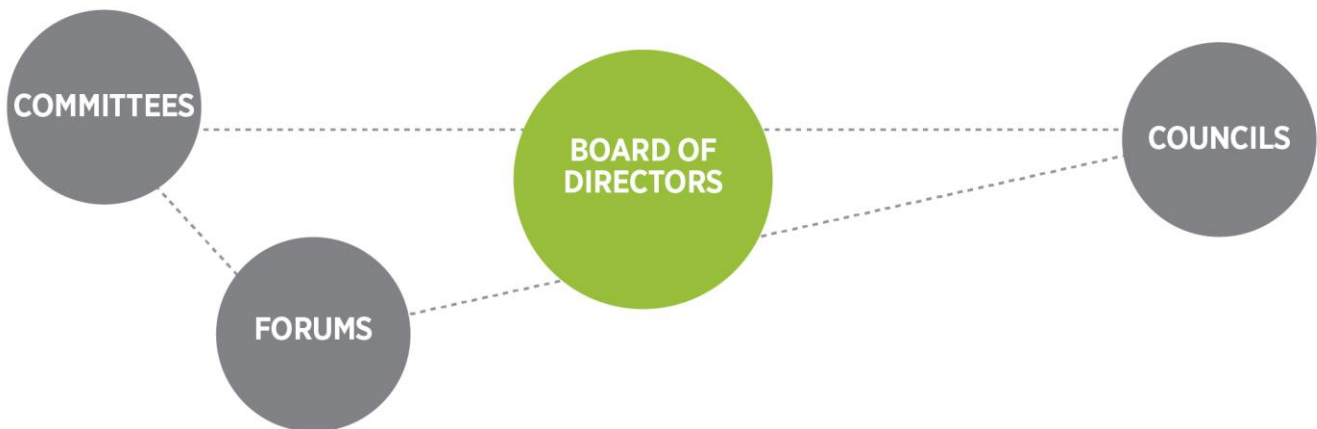 COMMITTEES
BOARD OF
DIRECTORS
COUNCILS
FORUMS